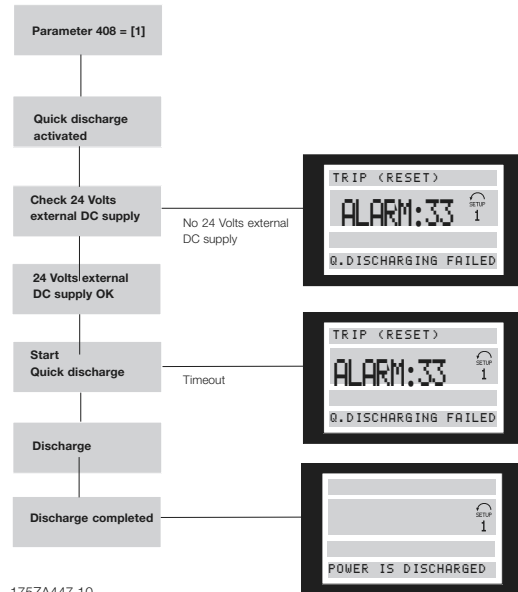 Parameter 408 = [1]
Quick discharge
activated
Check 24 Volts
external DC supply
No 24 Volts external
DC supply
TRIP (RESET)
ALARM:33
SETUP
1
Q.DISCHARGING FAILED
24 Volts external
DC supply OK
Start
Quick discharge
Timeout
TRIP (RESET)
ALARM:33
SETUP
1
Q.DISCHARGING FAILED
Discharge
Discharge completed
SETUP
1
POWER IS DISCHARGED
175ZA447.10